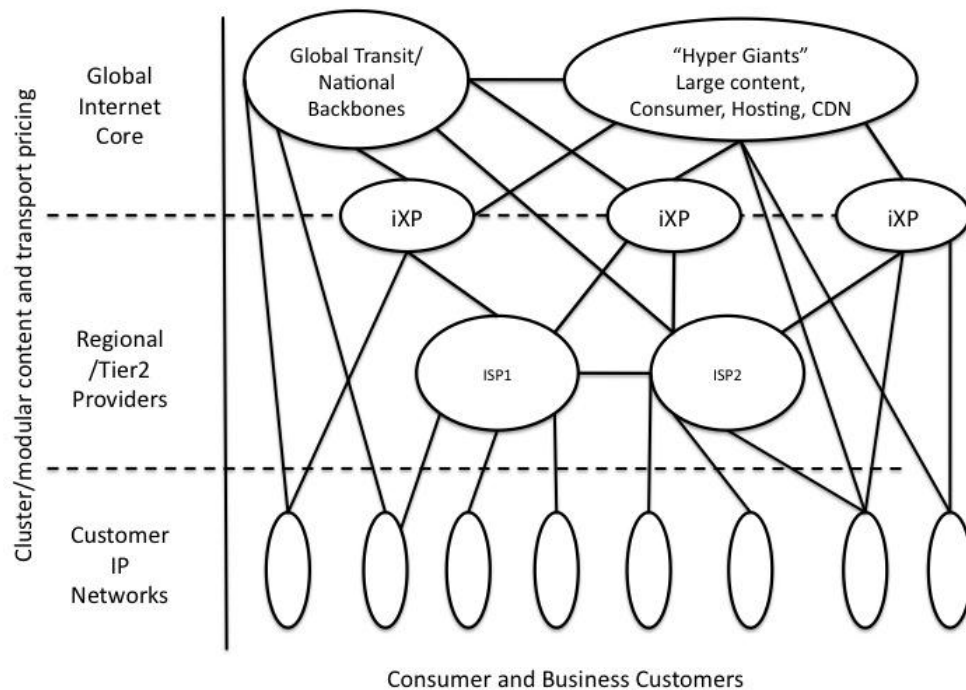 Cluster/modular content and transport pricing
Global
Internet
Core
Global Transit/
National
Backbones
“Hyper Giants”
Large content,
Consumer, Hosting, CDN
iXP
iXP
iXP
Regional
/Tier2
Providers
ISP1
ISP2
Customer
IP
Networks
Consumer and Business Customers